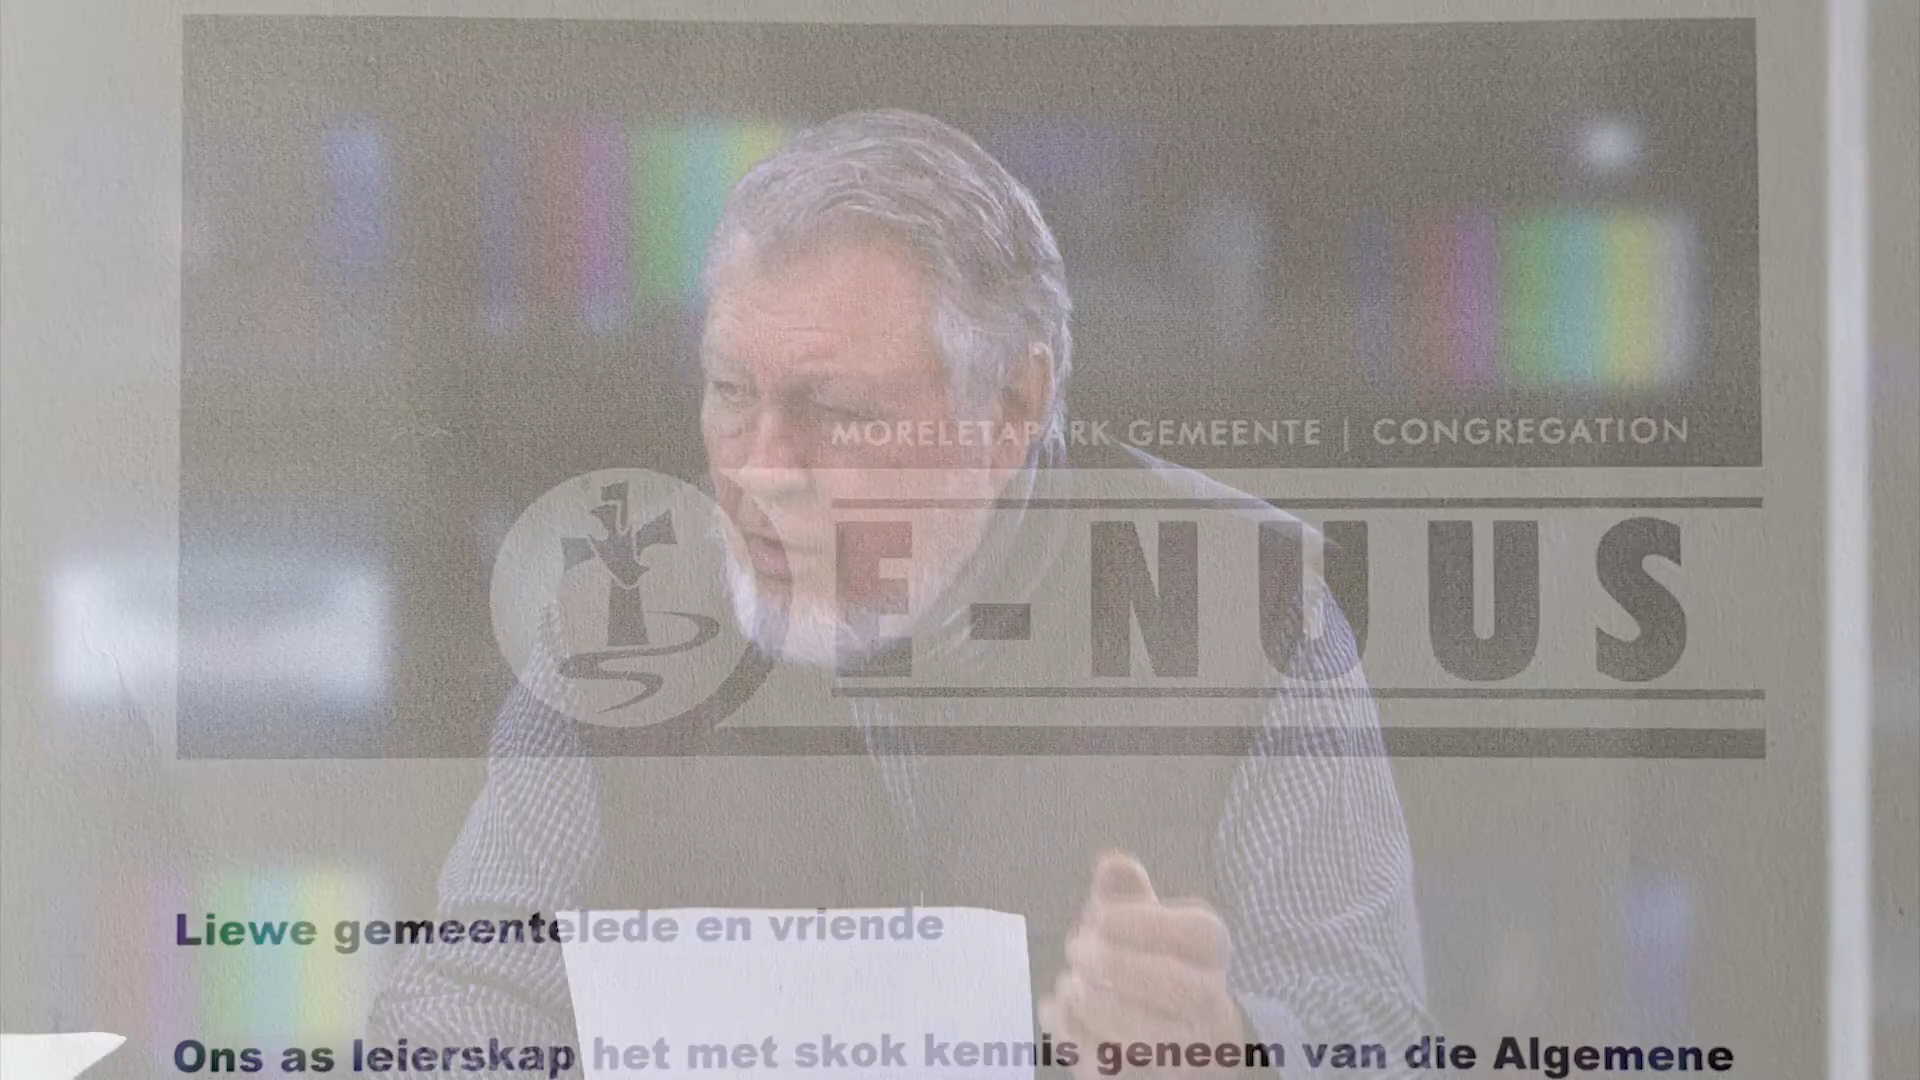 MORELETAPARK GEMEENTE | CONGREGATION
E-NUUS
Liewe gemeentelede en vriende
Ons as leierskap het met skok kennis geneem van die Algemene